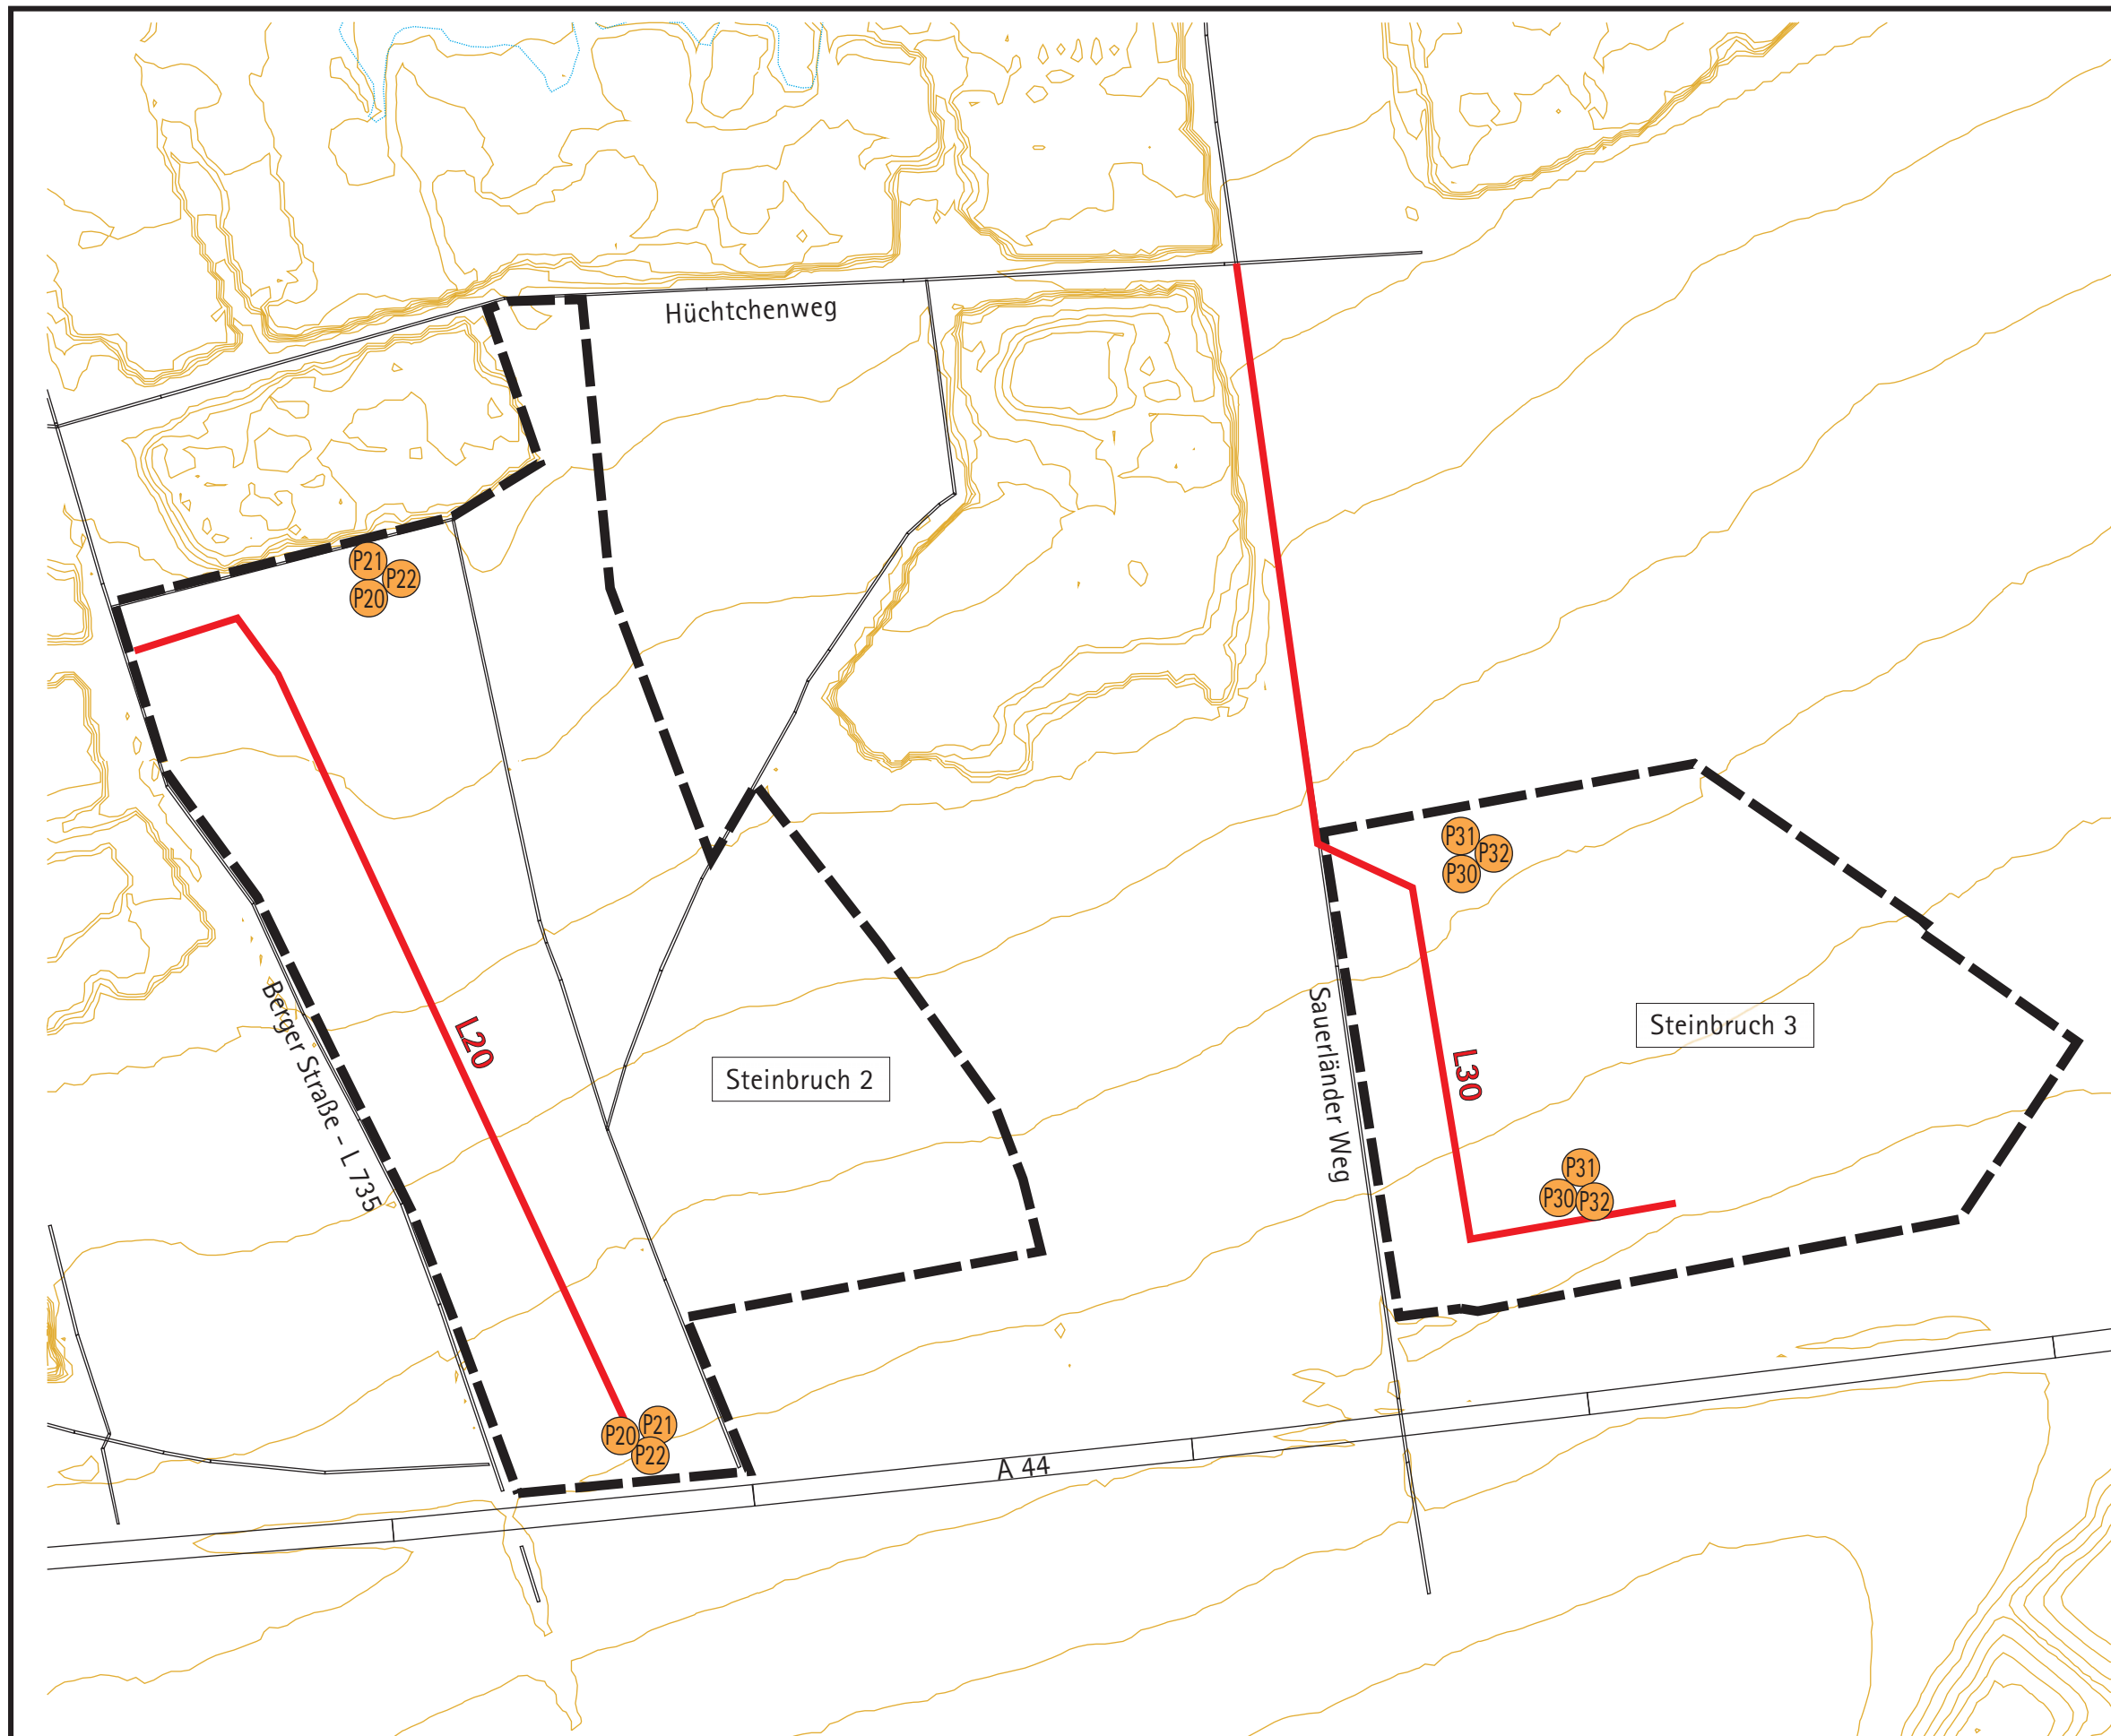 Hüchtchenweg
P21
P22
P20
P31
P32
P30
Berger Straße - L 735
L20
Steinbruch 2
Sauerländer Weg
L30
Steinbruch 3
P31
P30
P32
P21
P20
P22
A 44